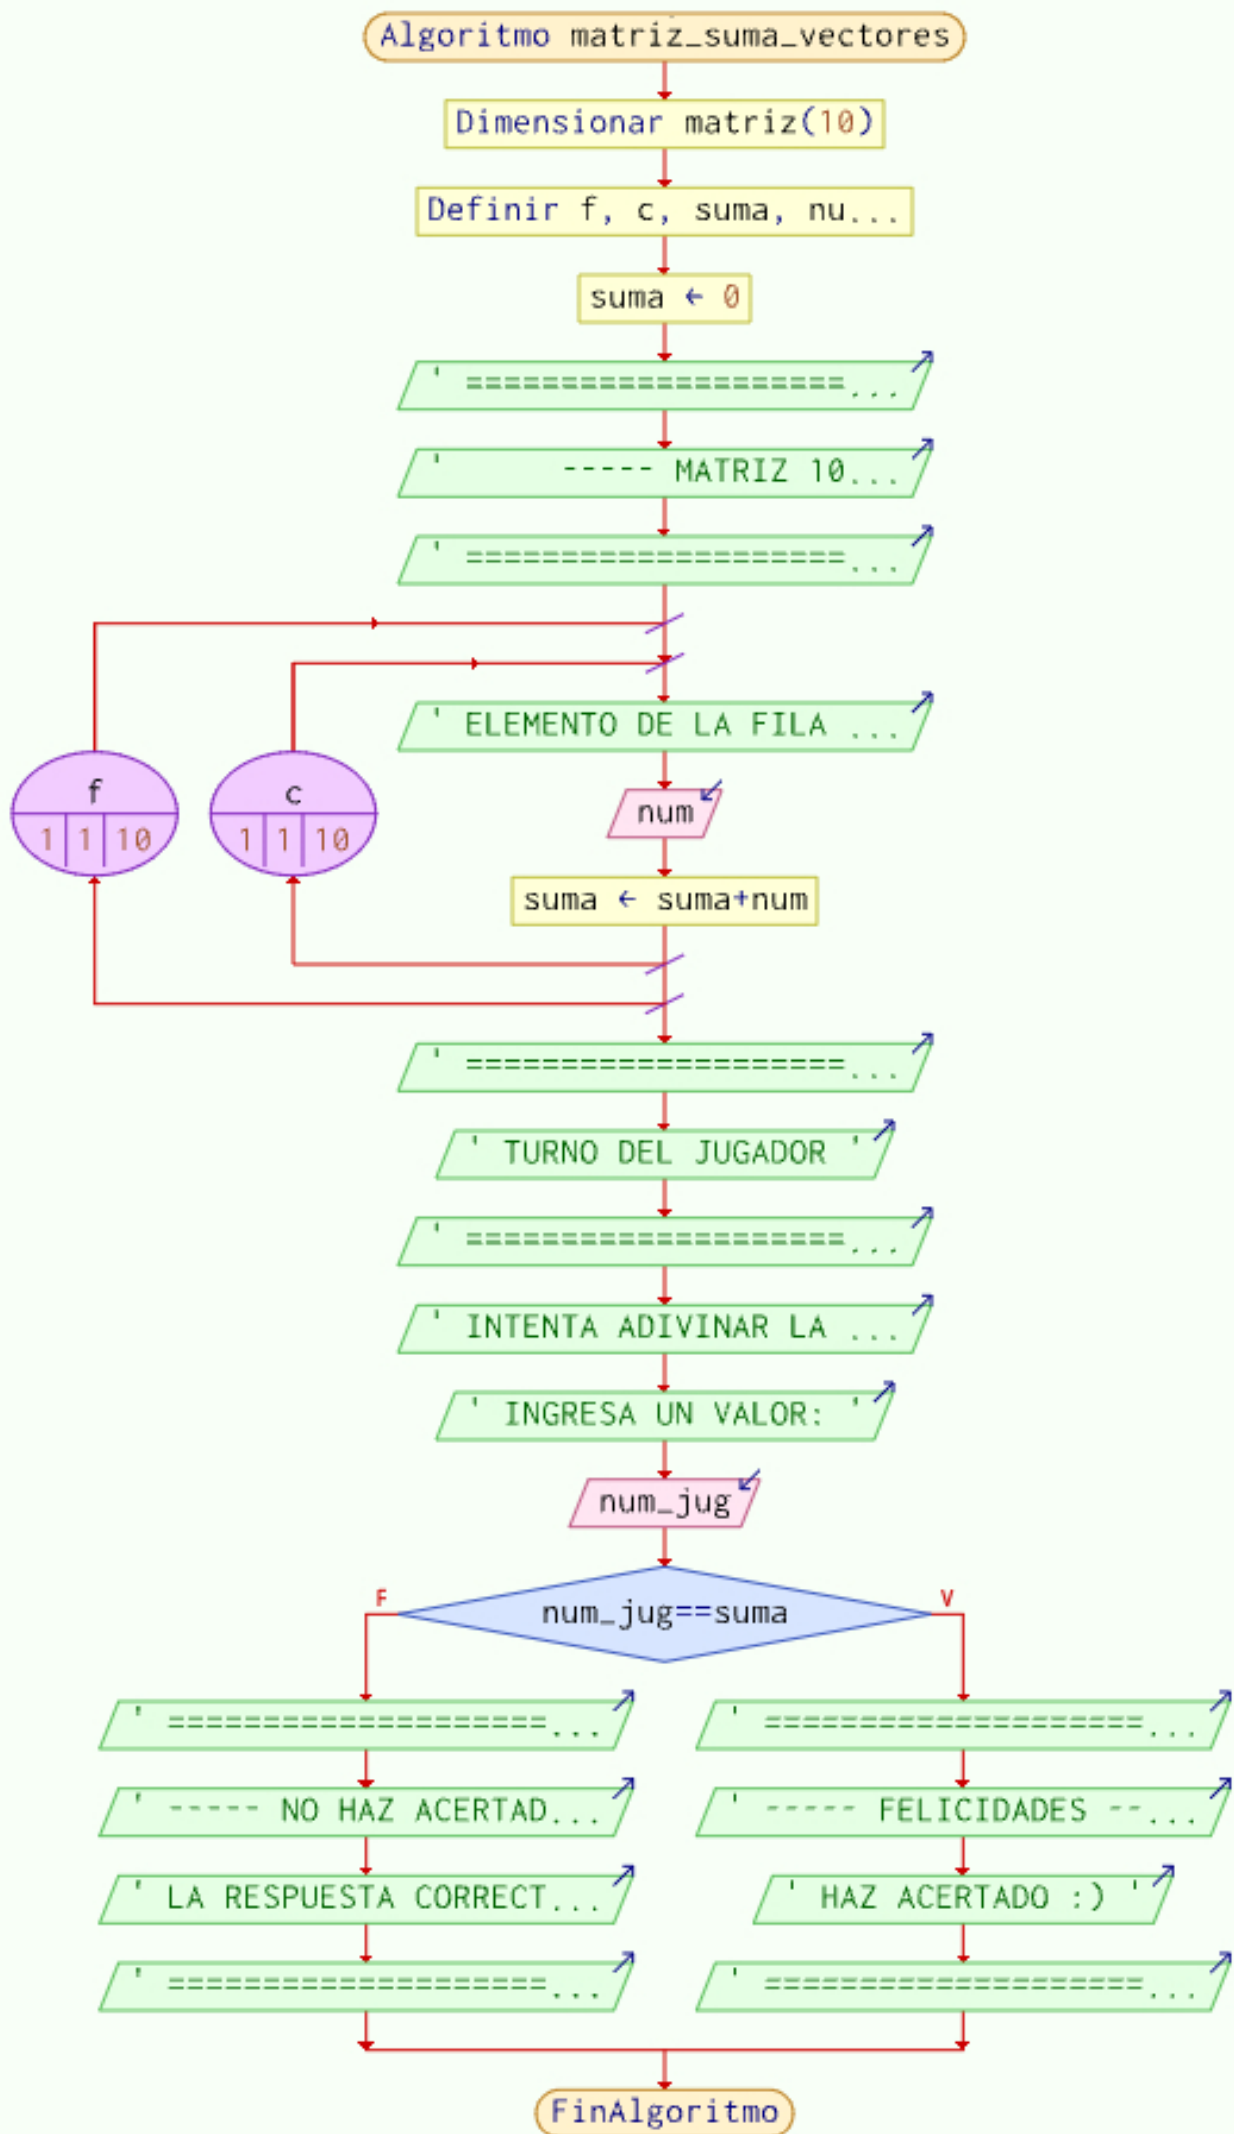 Algoritmo matriz_suma_vectores
Dimensionar matriz(10)
Definir f, c, suma, nu...
suma ← 0
' ====================...
'      ----- MATRIZ 10...
' ====================...
' ELEMENTO DE LA FILA ...
f
1 1 10
c
1 1 10
num
suma ← suma+num
' ====================...
' TURNO DEL JUGADOR '
' ====================...
' INTENTA ADIVINAR LA ...
' INGRESA UN VALOR: '
num_jug
F
V
num_jug==suma
' ====================...
' ----- NO HAZ ACERTAD...
' LA RESPUESTA CORRECT...
' ====================...
' ====================...
' ----- FELICIDADES --...
' HAZ ACERTADO :) '
' ====================...
FinAlgoritmo